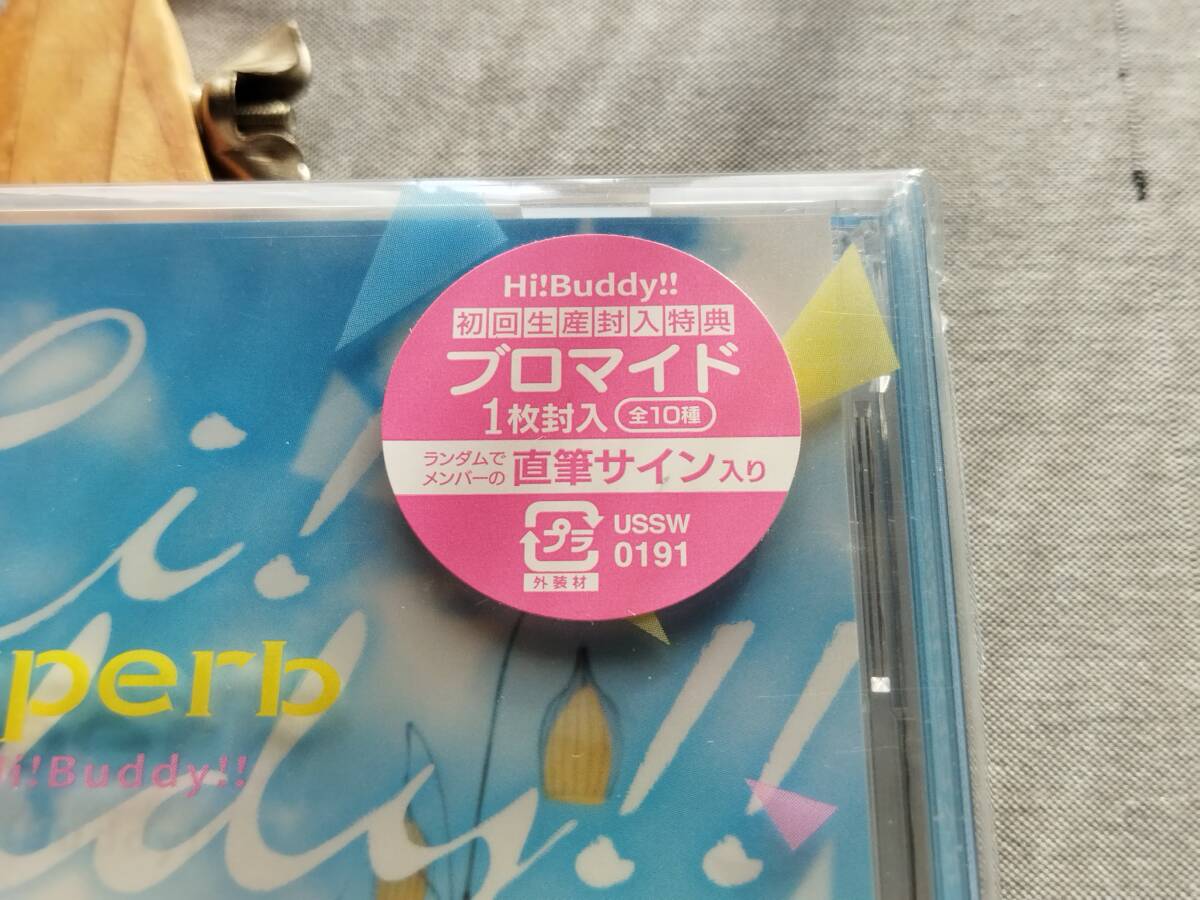 Hi!Buddy!!
初回生産封入特典
ブロマイド
1枚封入 全10種
ランダムで
メンバーの 直筆サイン入り
プラ
外装材
USSW
0191
i!
perb
Hi!Buddy!!
ddy!!